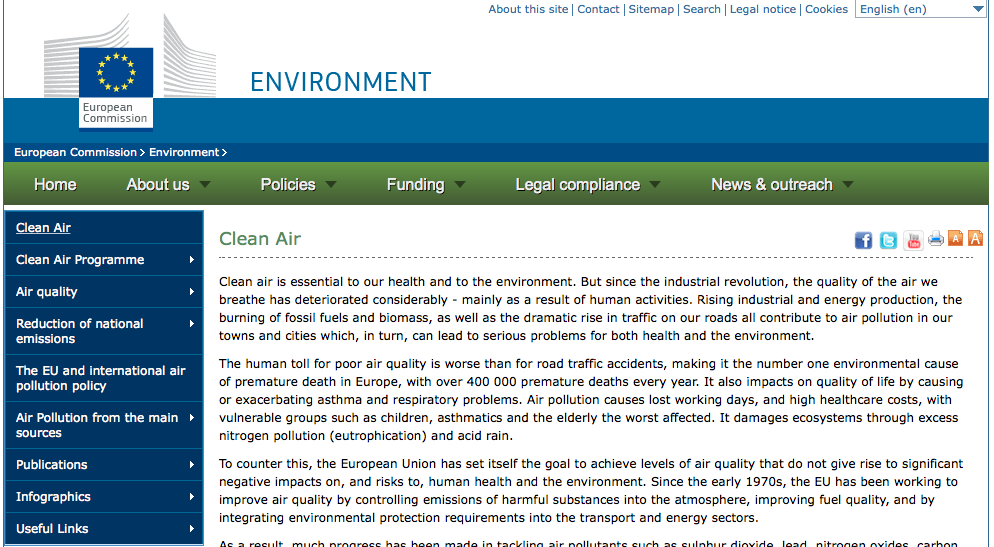 About this site | Contact | Sitemap | Search | Legal notice | Cookies English (en)
European
Commission
ENVIRONMENT
European Commission > Environment >
Home About us Policies Funding Legal compliance News & outreach
Clean Air
Clean Air Programme
Air quality
Reduction of national
emissions
The EU and international air
pollution policy
Air Pollution from the main
sources
Publications
Infographics
Useful Links
Clean Air
f t You Tube A A
Clean air is essential to our health and to the environment. But since the industrial revolution, the quality of the air we
breathe has deteriorated considerably - mainly as a result of human activities. Rising industrial and energy production, the
burning of fossil fuels and biomass, as well as the dramatic rise in traffic on our roads all contribute to air pollution in our
towns and cities which, in turn, can lead to serious problems for both health and the environment.
The human toll for poor air quality is worse than for road traffic accidents, making it the number one environmental cause
of premature death in Europe, with over 400 000 premature deaths every year. It also impacts on quality of life by causing
or exacerbating asthma and respiratory problems. Air pollution causes lost working days, and high healthcare costs, with
vulnerable groups such as children, asthmatics and the elderly the worst affected. It damages ecosystems through excess
nitrogen pollution (eutrophication) and acid rain.
To counter this, the European Union has set itself the goal to achieve levels of air quality that do not give rise to significant
negative impacts on, and risks to, human health and the environment. Since the early 1970s, the EU has been working to
improve air quality by controlling emissions of harmful substances into the atmosphere, improving fuel quality, and by
integrating environmental protection requirements into the transport and energy sectors.
As a result, much progress has been made in tackling air pollutants such as sulphur dioxide, lead, nitrogen oxides, carbon